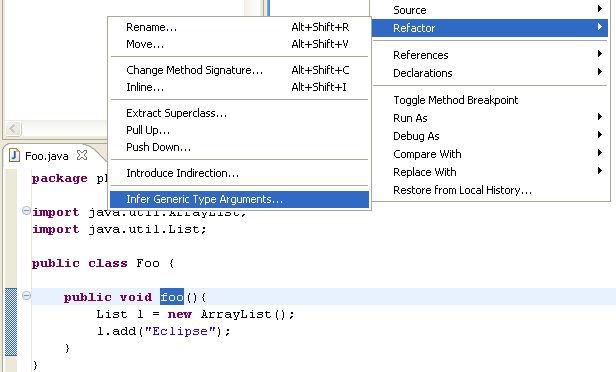 Source
Refactor
References
Declarations
Toggle Method Breakpoint
Run As
Debug As
Compare With
Replace With
Restore from Local History...
Rename... Alt+Shift+R
Move... Alt+Shift+V
Change Method Signature... Alt+Shift+C
Inline... Alt+Shift+I
Extract Superclass...
Pull Up...
Push Down...
Introduce Indirection...
Infer Generic Type Arguments...
Foo.java
package
import java.util.ArrayList;
import java.util.List;
public class Foo {
public void foo(){
List l = new ArrayList();
l.add("Eclipse");
}
}